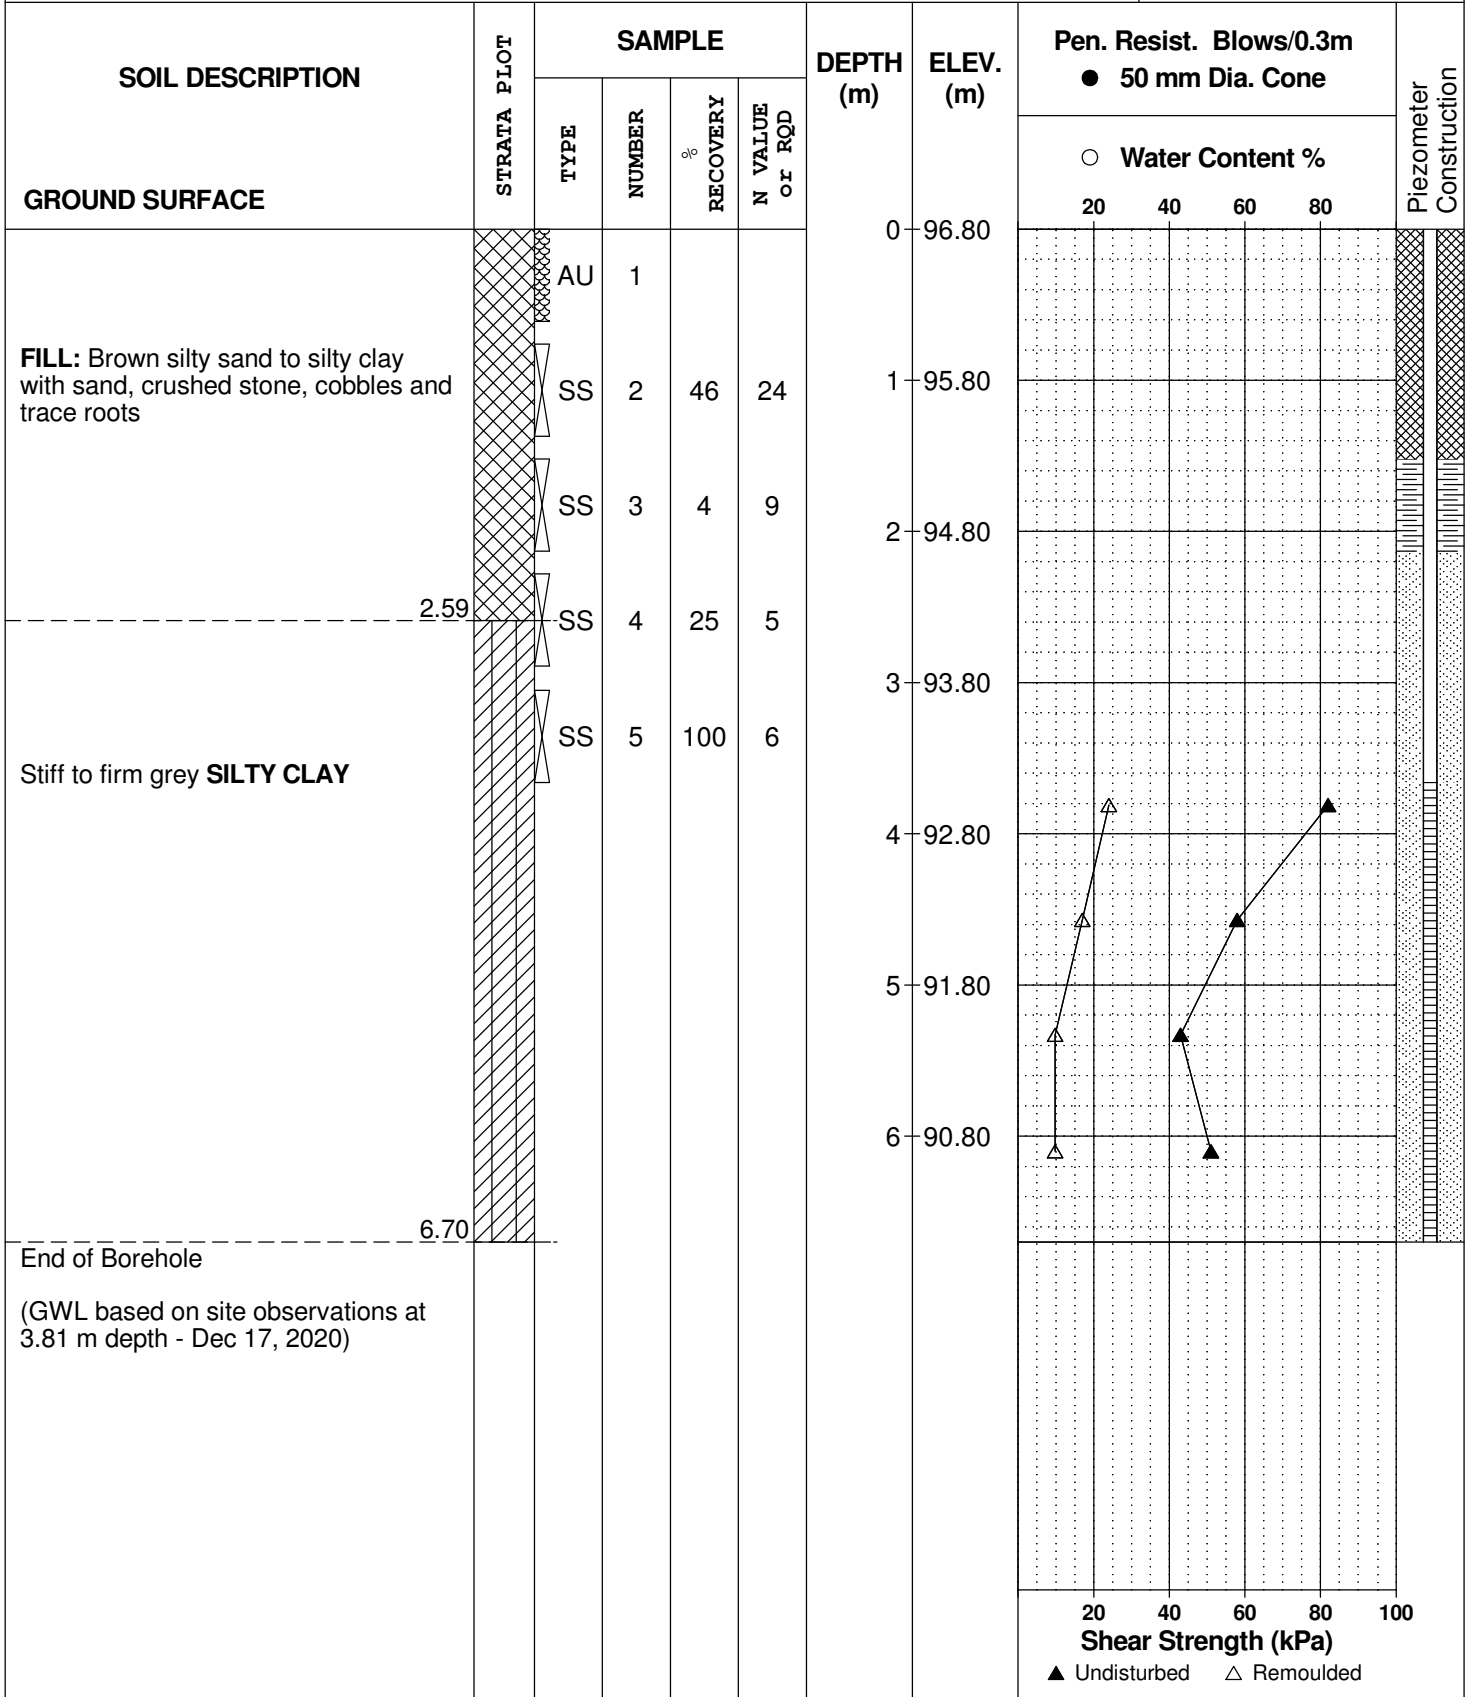 SOIL DESCRIPTION
GROUND SURFACE
STRATA PLOT
SAMPLE
TYPE
NUMBER
% RECOVERY
N VALUE or RQD
DEPTH
(m)
ELEV.
(m)
Pen. Resist. Blows/0.3m
● 50 mm Dia. Cone
○ Water Content %
20 40 60 80
Piezometer
Construction
0 96.80
AU 1
FILL: Brown silty sand to silty clay
with sand, crushed stone, cobbles and
trace roots
SS 2 46 24
1 95.80
SS 3 4 9
2 94.80
2.59
SS 4 25 5
3 93.80
SS 5 100 6
Stiff to firm grey SILTY CLAY
4 92.80
5 91.80
6 90.80
6.70
End of Borehole
(GWL based on site observations at
3.81 m depth - Dec 17, 2020)
20 40 60 80 100
Shear Strength (kPa)
▲ Undisturbed △ Remoulded